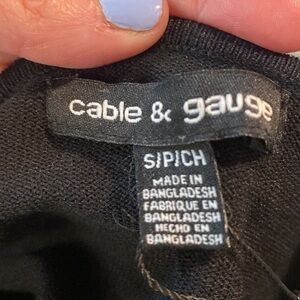 cable & gauge
S/P/CH
MADE IN
BANGLADESH
FABRIQUE EN
BANGLADESH
HECHO EN
BANGLADESH